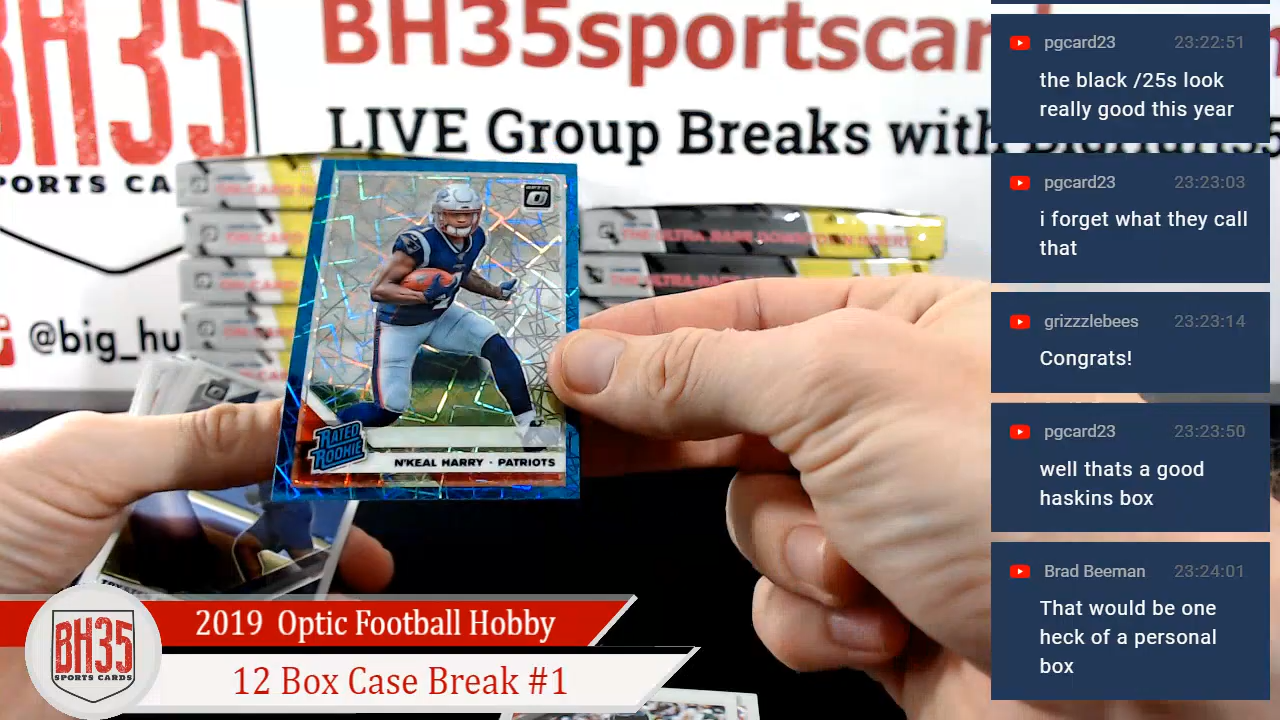 BH35sportscar
LIVE Group Breaks with
BH35
PORTS CA
@big_hu
OPTIC
RATED
ROOKIE
N'KEAL HARRY · PATRIOTS
BH35
SPORTS CARDS
2019 Optic Football Hobby
12 Box Case Break #1
pgcard23 23:22:51
the black /25s look
really good this year
pgcard23 23:23:03
i forget what they call
that
grizzzlebees 23:23:14
Congrats!
pgcard23 23:23:50
well thats a good
haskins box
Brad Beeman 23:24:01
That would be one
heck of a personal
box